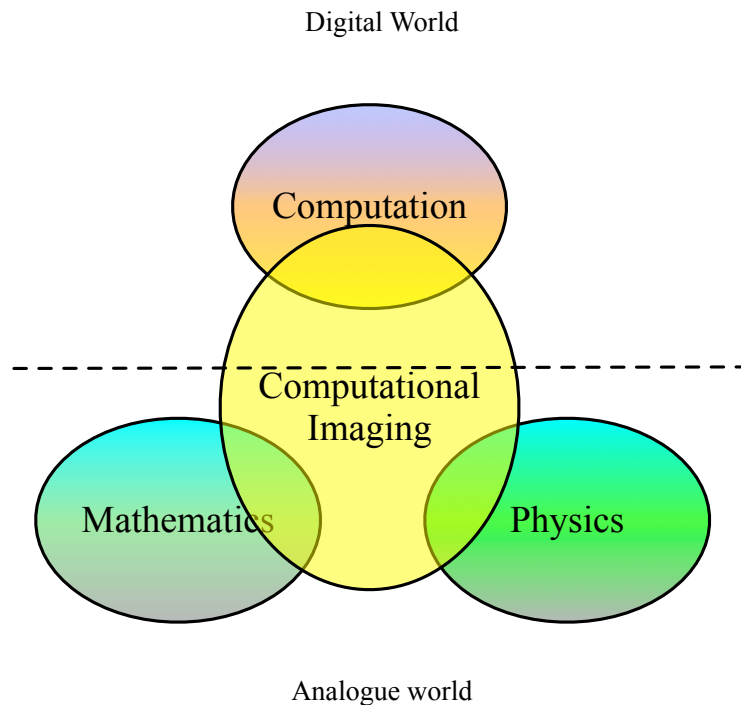 Digital World
Computation
Computational
Imaging
Mathematics
Physics
Analogue world